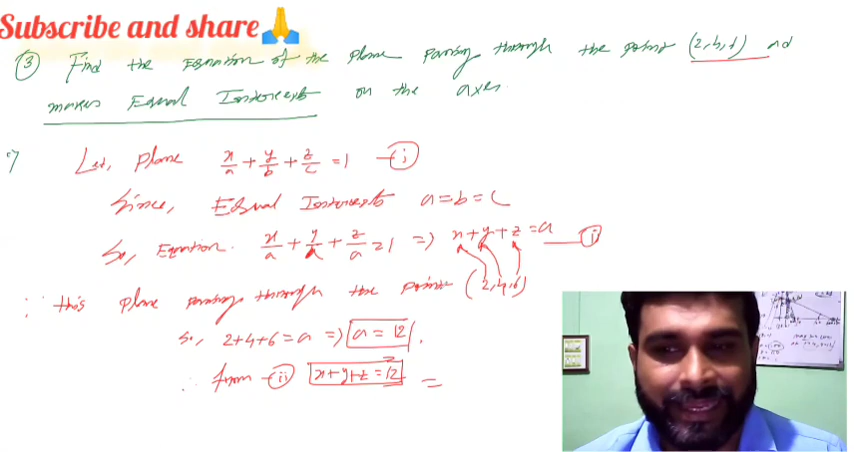 Subscribe and share🙏
③ Find the Equation of the plane passing through the point (2,4,6) and
makes Equal Intercepts on the axes.
⇒ Let, plane x/a + y/b + z/c = 1 —(i)
Since, Equal Intercepts a=b=c
So, Equation. x/a + y/a + z/a = 1 ⇒ x+y+z=a —(ii)
∵ this plane passing through the point (2,4,6)
So, 2+4+6=a ⇒ a = 12.
∴ from (ii) x+y+z=12 =